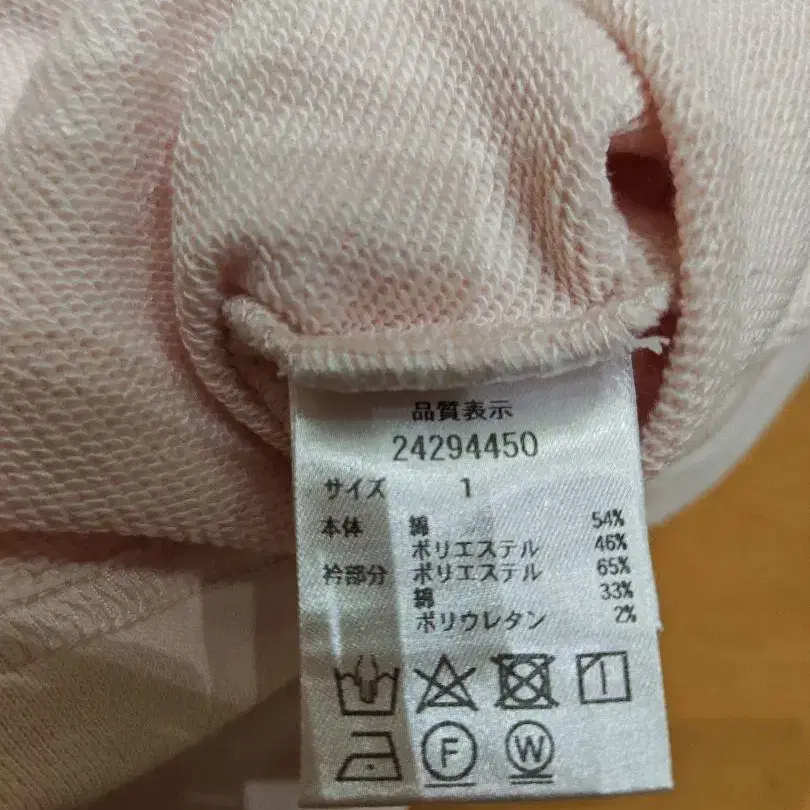 品質表示
24294450
サイズ 1
本体 綿 54%
ポリエステル 46%
衿部分 ポリエステル 65%
綿 33%
ポリウレタン 2%
F W